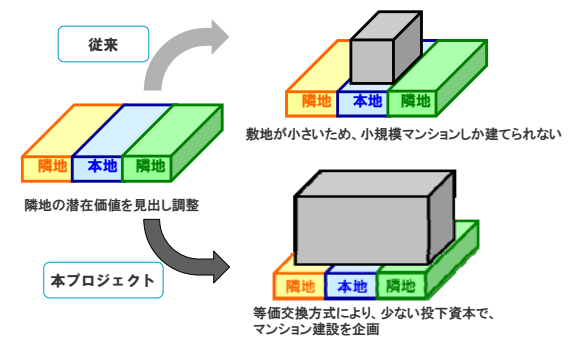 従来
隣地 本地 隣地
敷地が小さいため、小規模マンションしか建てられない
隣地 本地 隣地
隣地の潜在価値を見出し調整
本プロジェクト
隣地 本地 隣地
等価交換方式により、少ない投下資本で、
マンション建設を企画